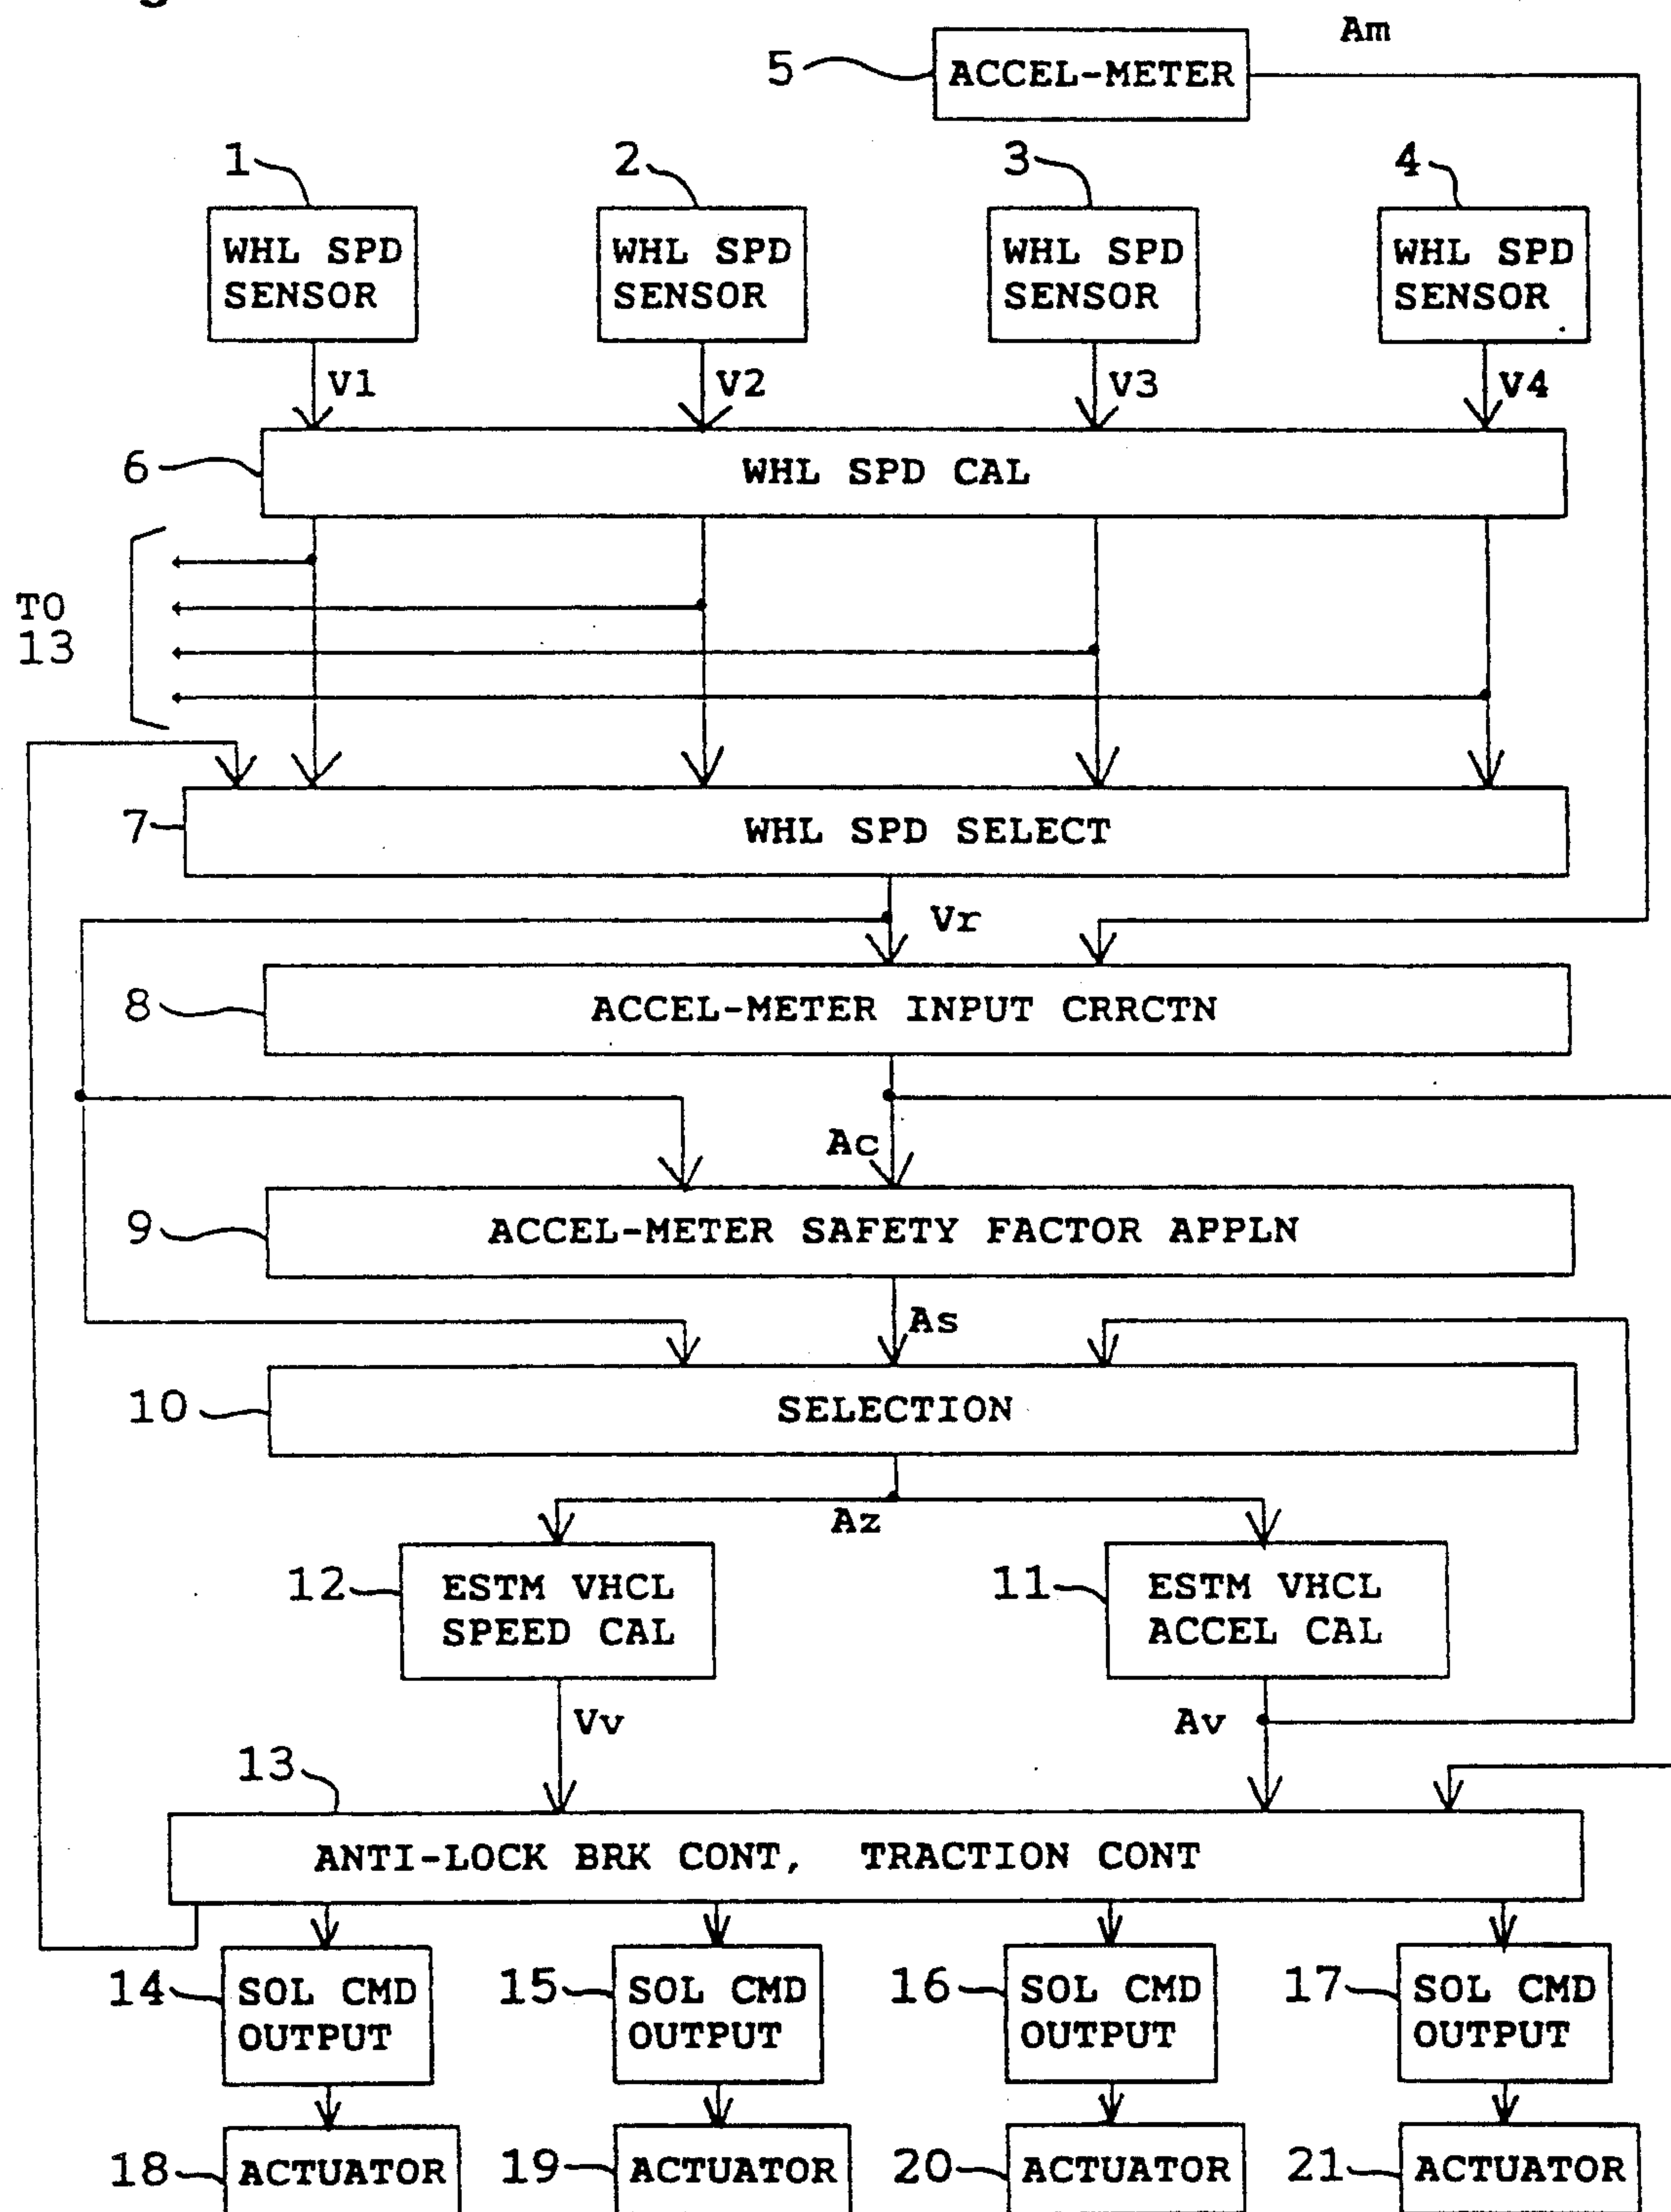 Am
5 ACCEL-METER
1 2 3 4
WHL SPD SENSOR
WHL SPD SENSOR
WHL SPD SENSOR
WHL SPD SENSOR
V1 V2 V3 V4
6 WHL SPD CAL
TO
13
7 WHL SPD SELECT
Vr
8 ACCEL-METER INPUT CRRCTN
Ac
9 ACCEL-METER SAFETY FACTOR APPLN
As
10 SELECTION
Az
12 ESTM VHCL SPEED CAL
11 ESTM VHCL ACCEL CAL
Vv Av
13
ANTI-LOCK BRK CONT, TRACTION CONT
14 SOL CMD OUTPUT
15 SOL CMD OUTPUT
16 SOL CMD OUTPUT
17 SOL CMD OUTPUT
18 ACTUATOR
19 ACTUATOR
20 ACTUATOR
21 ACTUATOR